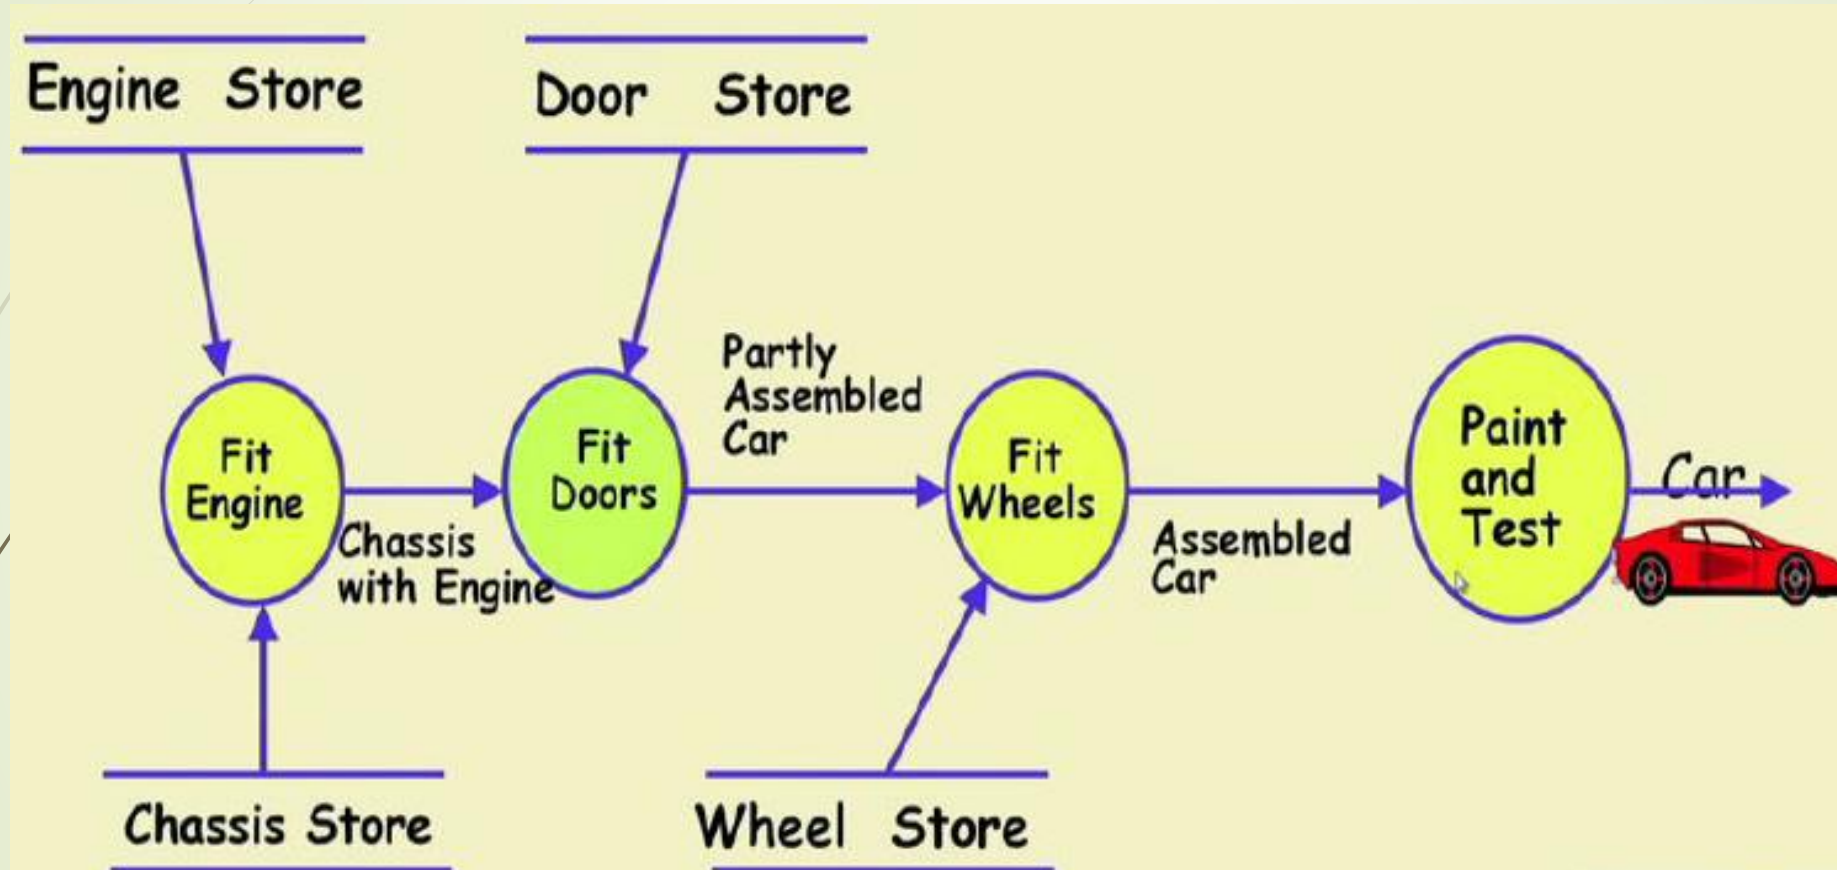 Engine Store
Door Store
Partly
Assembled
Car
Fit
Engine
Fit
Doors
Fit
Wheels
Paint
and
Test
Car
Chassis
with Engine
Assembled
Car
Chassis Store
Wheel Store